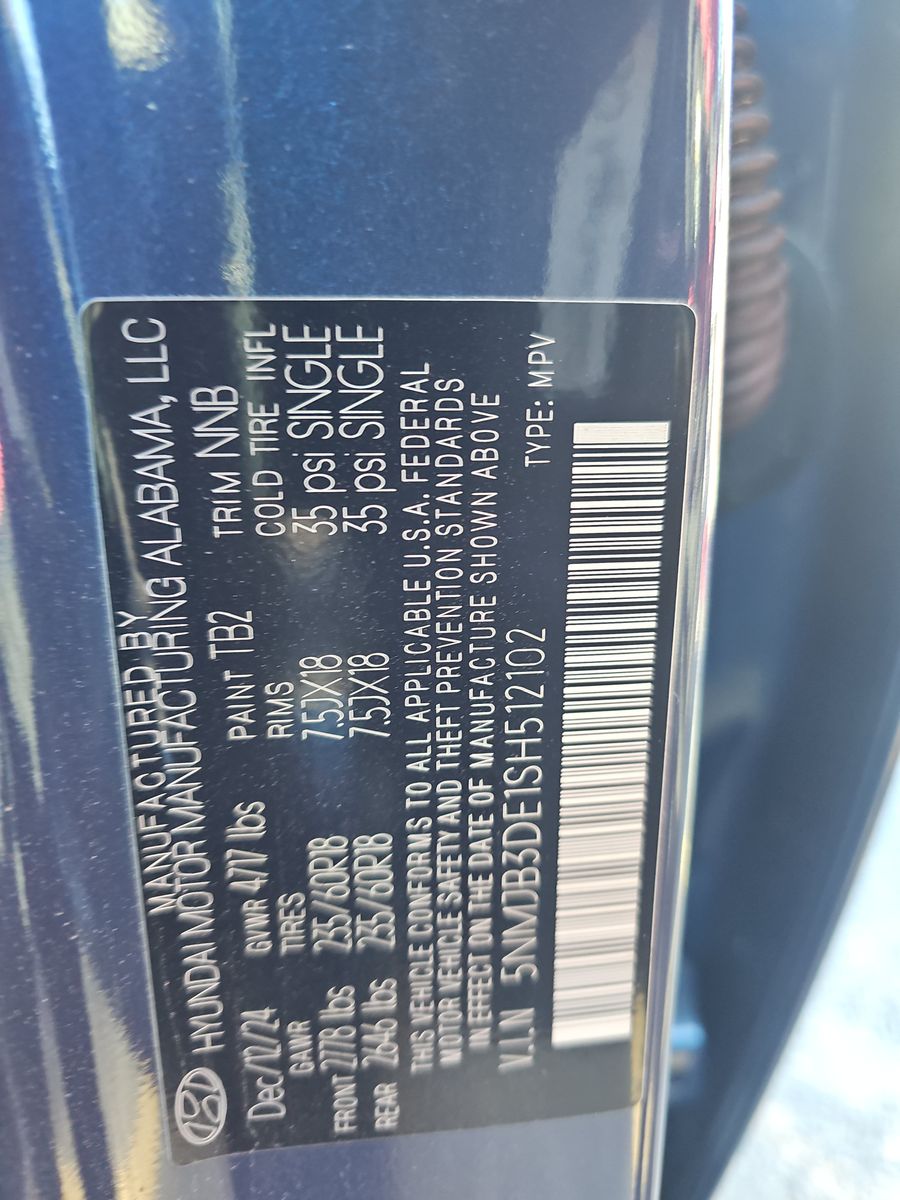 MANUFACTURED BY
HYUNDAI MOTOR MANUFACTURING ALABAMA, LLC
Dec/12/24 GVWR 4717 lbs PAINT TB2 TRIM NNB
GAWR TIRES RIMS COLD TIRE INFL
FRONT 2778 lbs 235/60R18 7.5JX18 35 psi SINGLE
REAR 2646 lbs 235/60R18 7.5JX18 35 psi SINGLE
THIS VEHICLE CONFORMS TO ALL APPLICABLE U.S.A. FEDERAL
MOTOR VEHICLE SAFETY AND THEFT PREVENTION STANDARDS
IN EFFECT ON THE DATE OF MANUFACTURE SHOWN ABOVE
V.I.N 5NMJB3DE1SH512102 TYPE: MPV